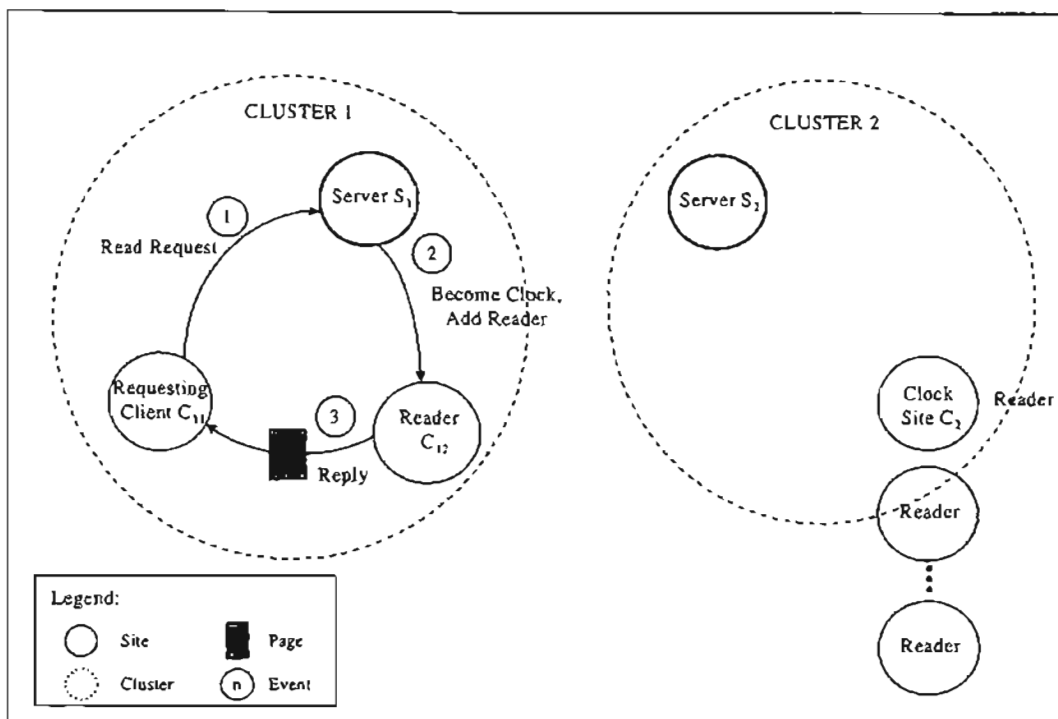 CLUSTER 1
Server S1
1
Read Request
2
Become Clock,
Add Reader
Requesting
Client C11
3
Reader
C12
Reply
CLUSTER 2
Server S2
Clock
Site C2
Reader
Reader
Reader
Legend:
Site
Page
Cluster
n
Event